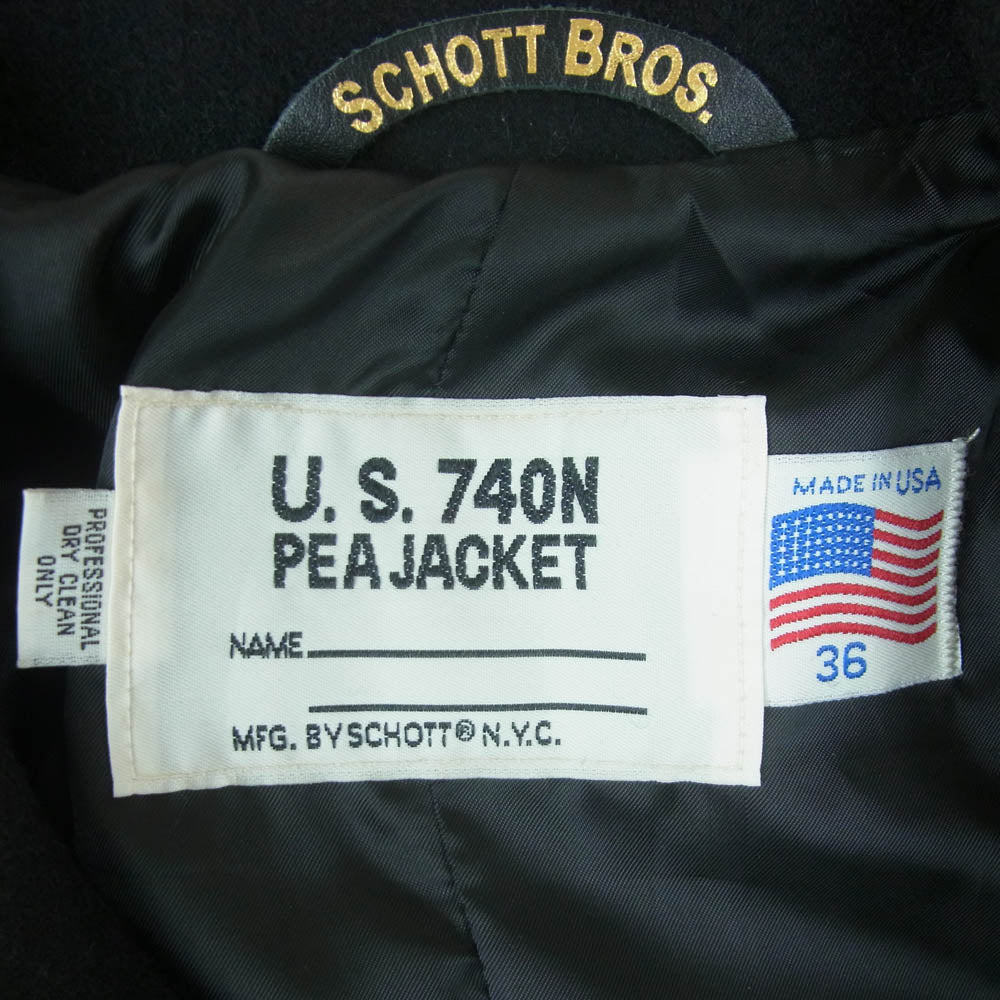 SCHOTT BROS.
U. S. 740N
PEA JACKET
NAME
MFG. BY SCHOTT® N.Y.C.
PROFESSIONAL
DRY CLEAN
ONLY
MADE IN USA
36